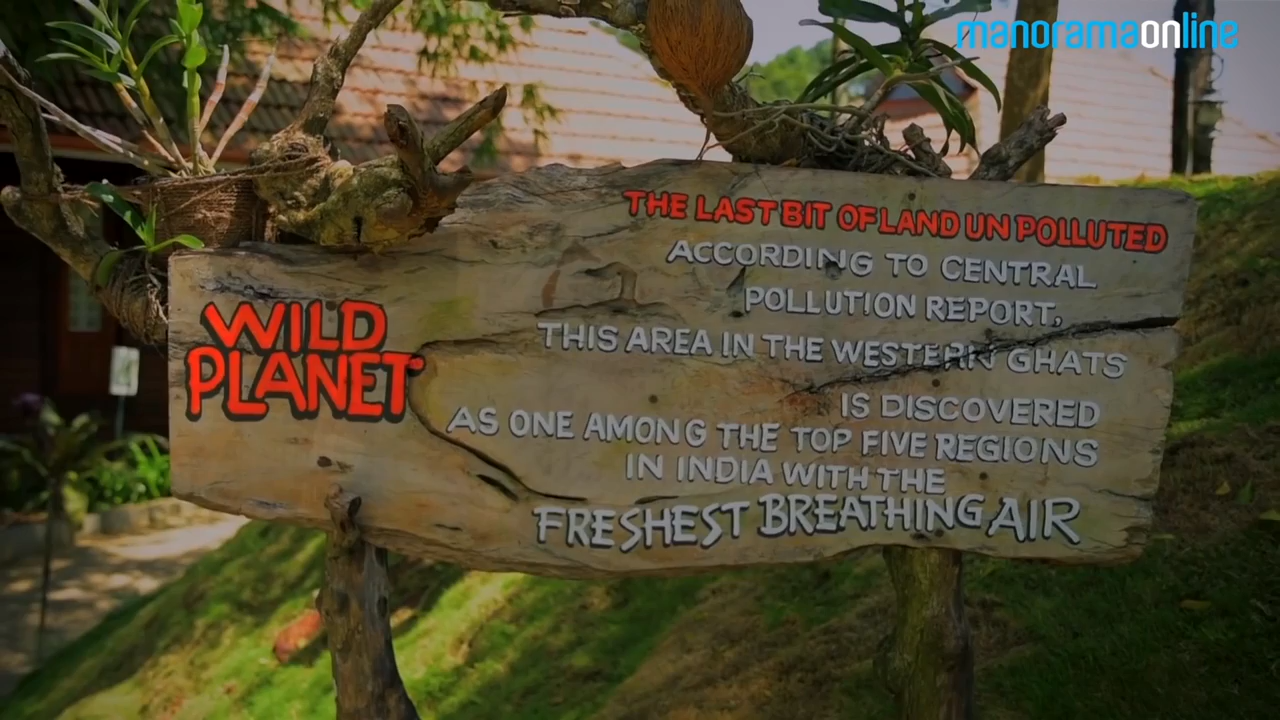 manoramaonline
WILD
PLANET
THE LAST BIT OF LAND UN POLLUTED
ACCORDING TO CENTRAL
POLLUTION REPORT,
THIS AREA IN THE WESTERN GHATS
IS DISCOVERED
AS ONE AMONG THE TOP FIVE REGIONS
IN INDIA WITH THE
FRESHEST BREATHING AIR